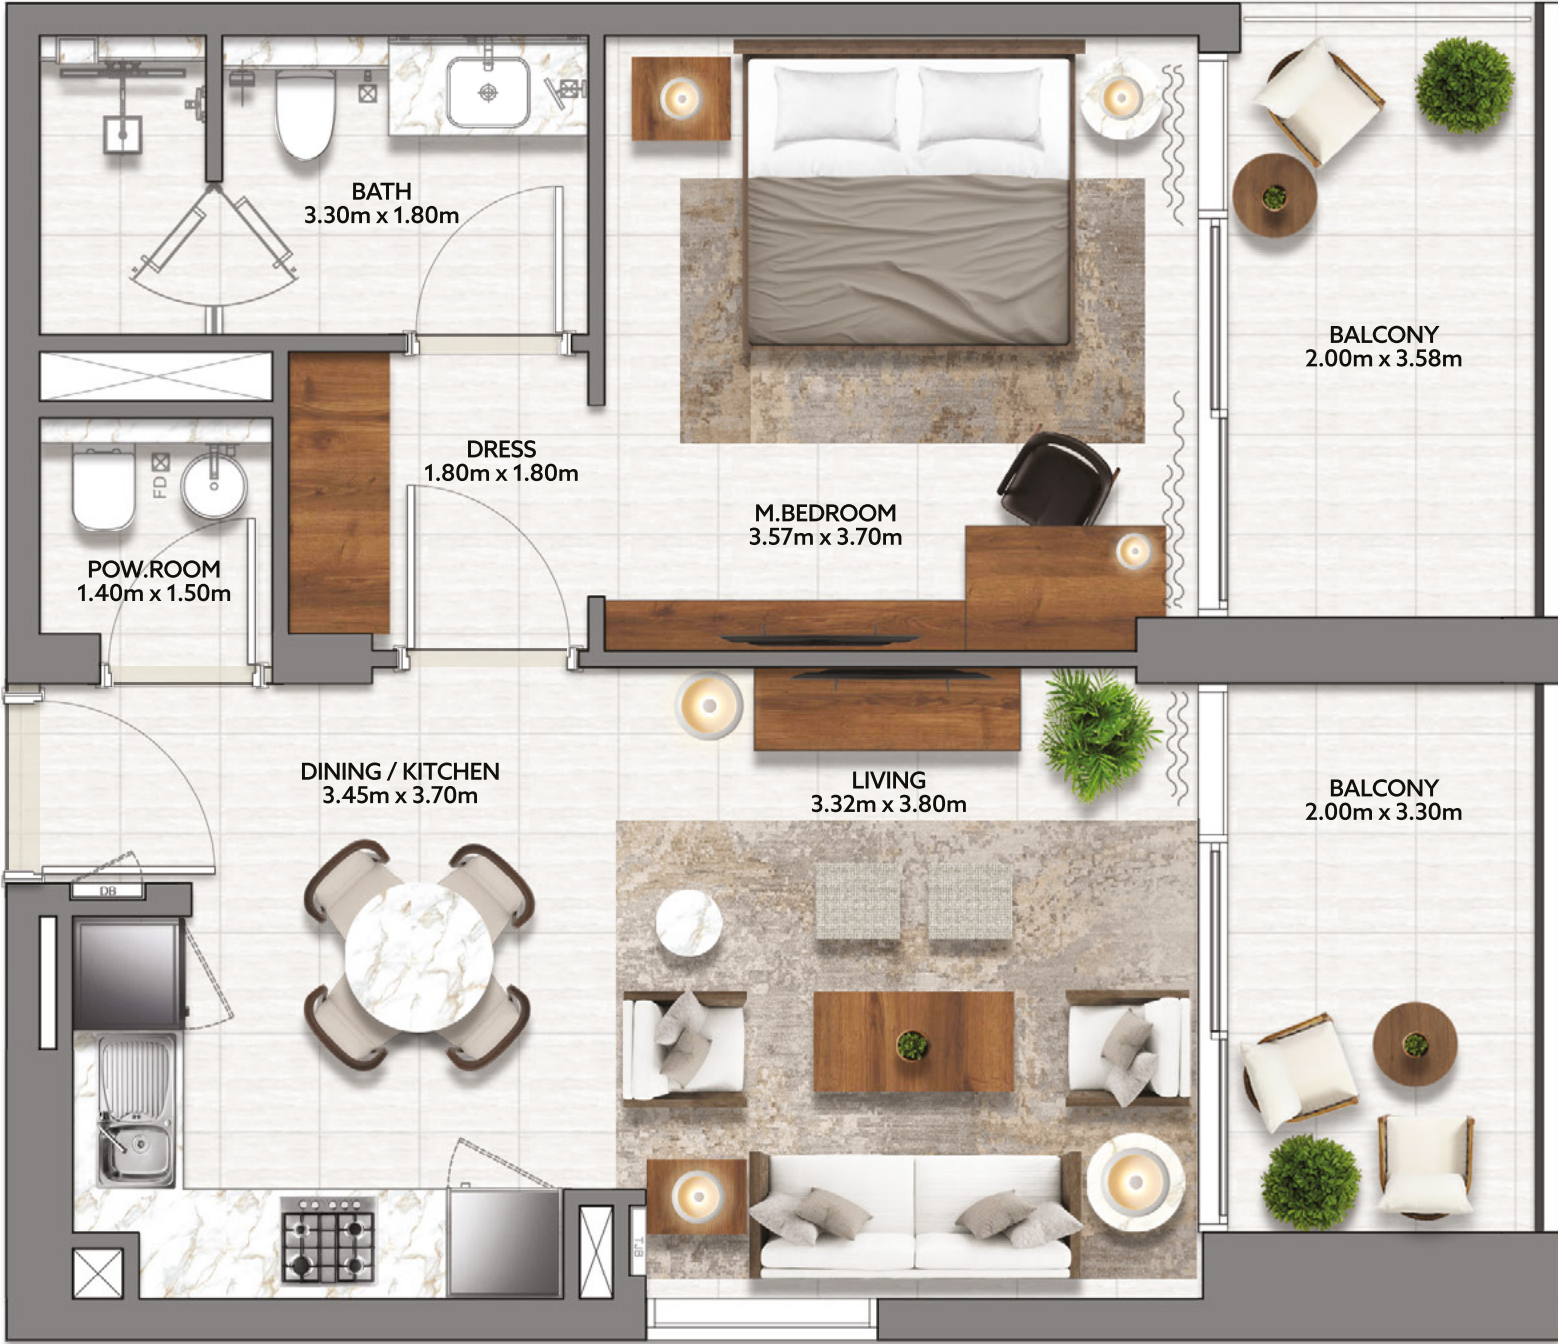 BATH
3.30m x 1.80m
BALCONY
2.00m x 3.58m
DRESS
1.80m x 1.80m
FD
M.BEDROOM
3.57m x 3.70m
POW.ROOM
1.40m x 1.50m
DINING / KITCHEN
3.45m x 3.70m
LIVING
3.32m x 3.80m
BALCONY
2.00m x 3.30m
DB
TJB